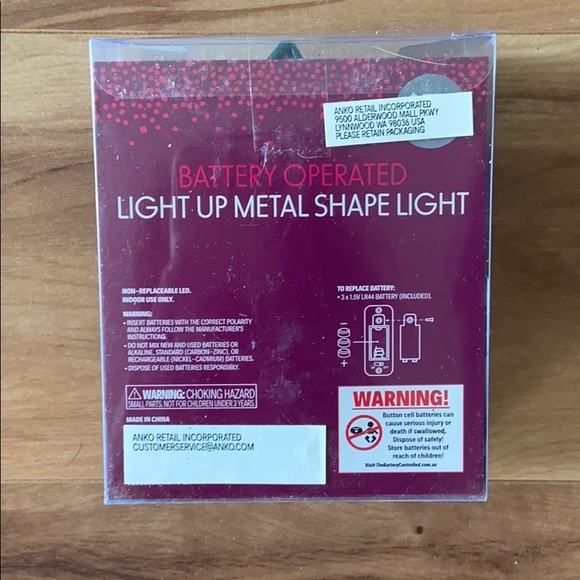 ANKO RETAIL INCORPORATED
9500 ALDERWOOD MALL PKWY
LYNNWOOD WA 98036 USA
PLEASE RETAIN PACKAGING
BATTERY OPERATED
LIGHT UP METAL SHAPE LIGHT
NON-REPLACEABLE LED.
INDOOR USE ONLY.
WARNING:
• INSERT BATTERIES WITH THE CORRECT POLARITY
AND ALWAYS FOLLOW THE MANUFACTURER'S
INSTRUCTIONS.
• DO NOT MIX NEW AND USED BATTERIES OR
ALKALINE, STANDARD (CARBON-ZINC), OR
RECHARGEABLE (NICKEL-CADMIUM) BATTERIES.
• DISPOSE OF USED BATTERIES RESPONSIBLY.
TO REPLACE BATTERY:
• 3 x 1.5V LR44 BATTERY (INCLUDED).
WARNING: CHOKING HAZARD
SMALL PARTS. NOT FOR CHILDREN UNDER 3 YEARS.
MADE IN CHINA
ANKO RETAIL INCORPORATED
CUSTOMERSERVICE@ANKO.COM
WARNING!
Button cell batteries can
cause serious injury or
death if swallowed,
Dispose of safely!
Store batteries out of
reach of children!
Visit TheBatteryControlled.com.au